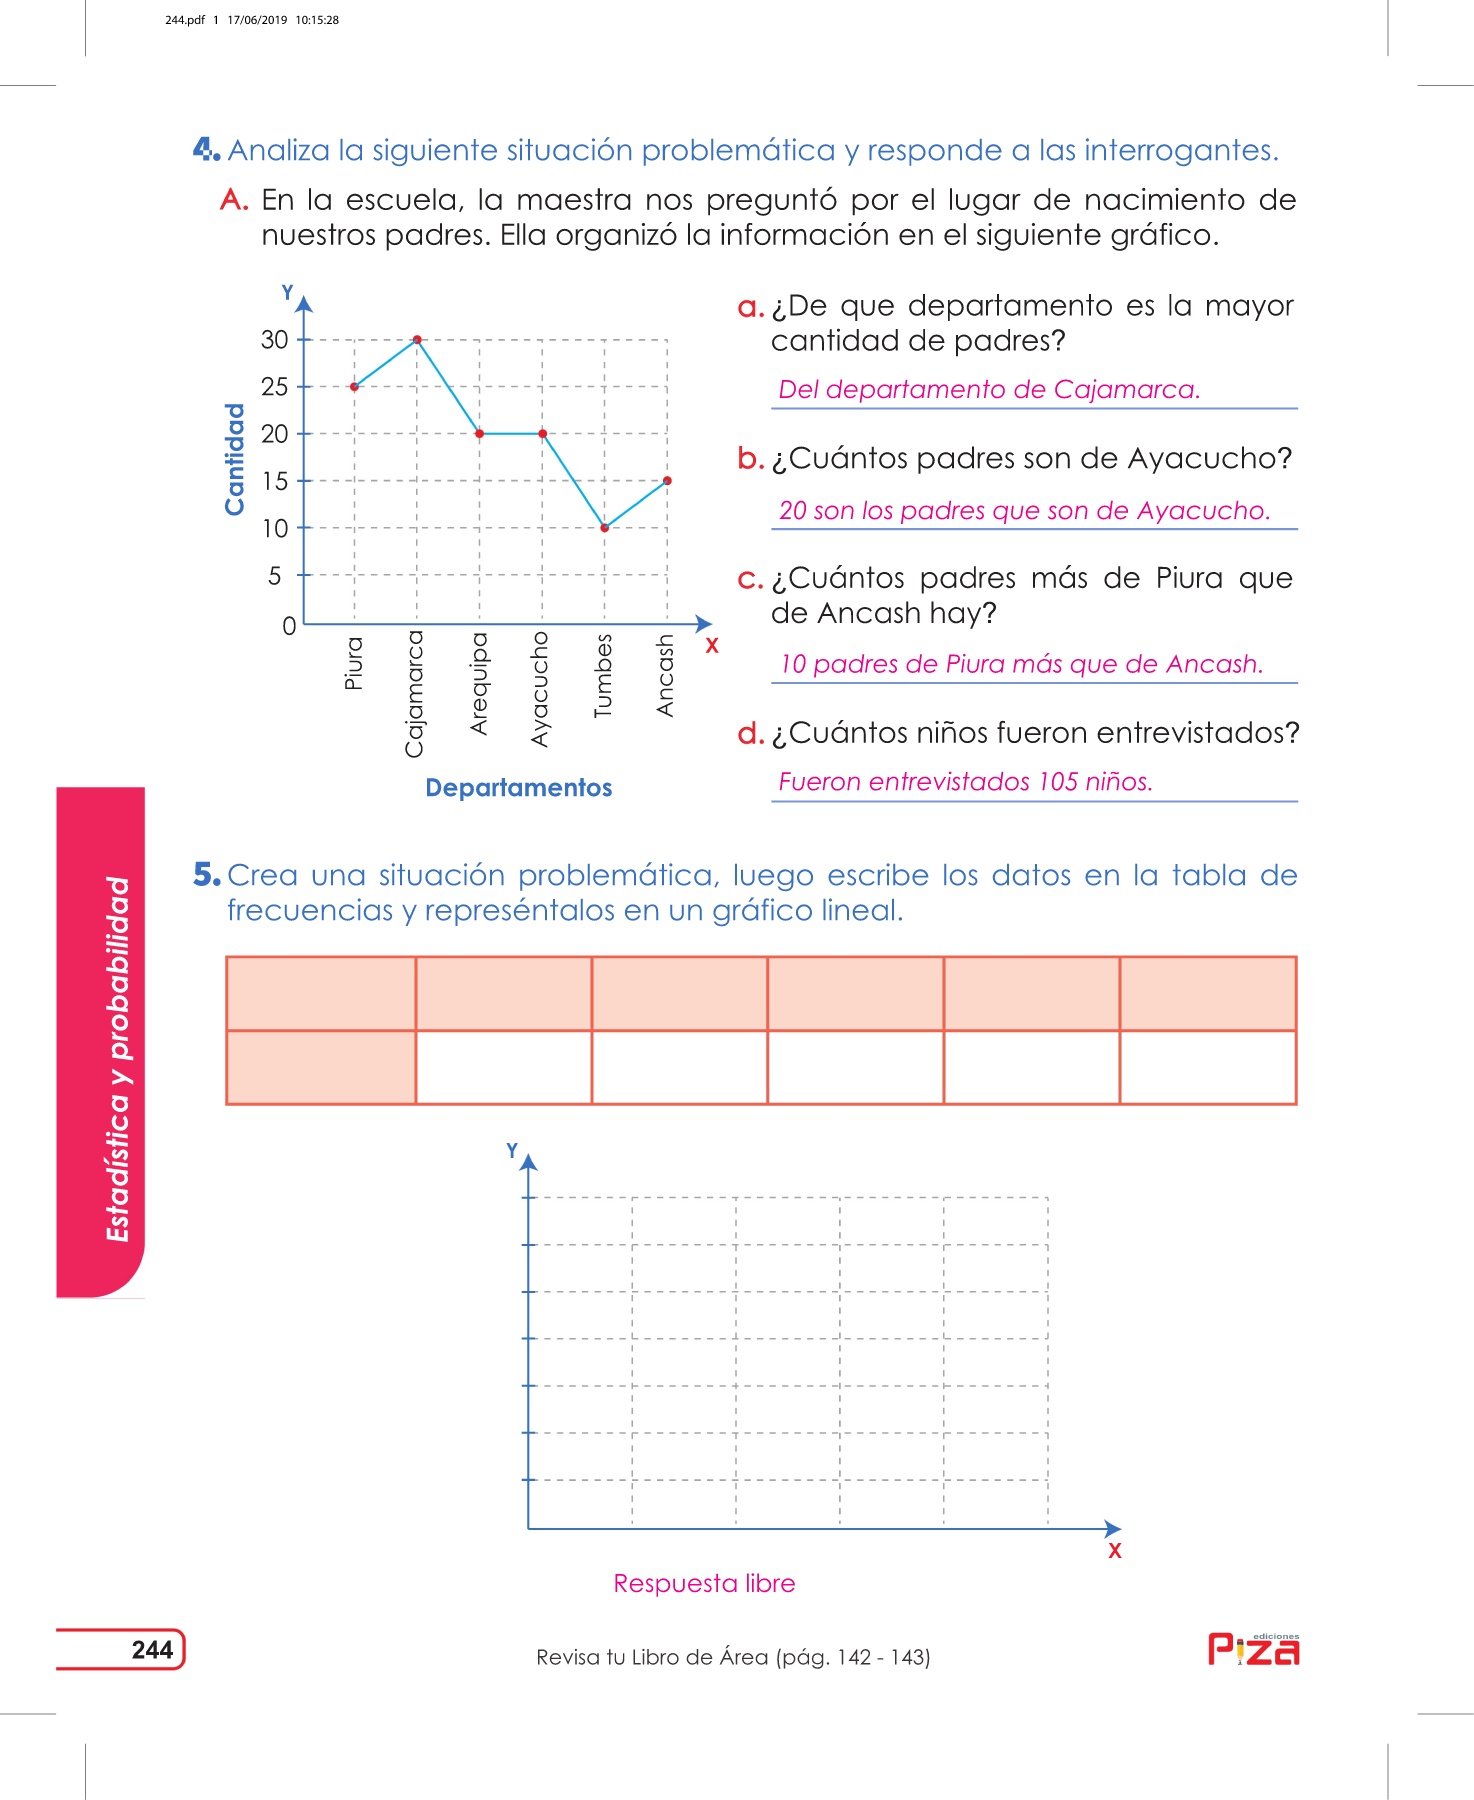 244.pdf 1 17/06/2019 10:15:28
4. Analiza la siguiente situación problemática y responde a las interrogantes.
A. En la escuela, la maestra nos preguntó por el lugar de nacimiento de
nuestros padres. Ella organizó la información en el siguiente gráfico.
Y
30
25
20
15
10
5
0
Cantidad
Piura
Cajamarca
Arequipa
Ayacucho
Tumbes
Ancash
X
Departamentos
a. ¿De que departamento es la mayor
cantidad de padres?
Del departamento de Cajamarca.
b. ¿Cuántos padres son de Ayacucho?
20 son los padres que son de Ayacucho.
c. ¿Cuántos padres más de Piura que
de Ancash hay?
10 padres de Piura más que de Ancash.
d. ¿Cuántos niños fueron entrevistados?
Fueron entrevistados 105 niños.
5. Crea una situación problemática, luego escribe los datos en la tabla de
frecuencias y represéntalos en un gráfico lineal.
Y
X
Respuesta libre
Estadística y probabilidad
244
Revisa tu Libro de Área (pág. 142 - 143)
ediciones
Piza